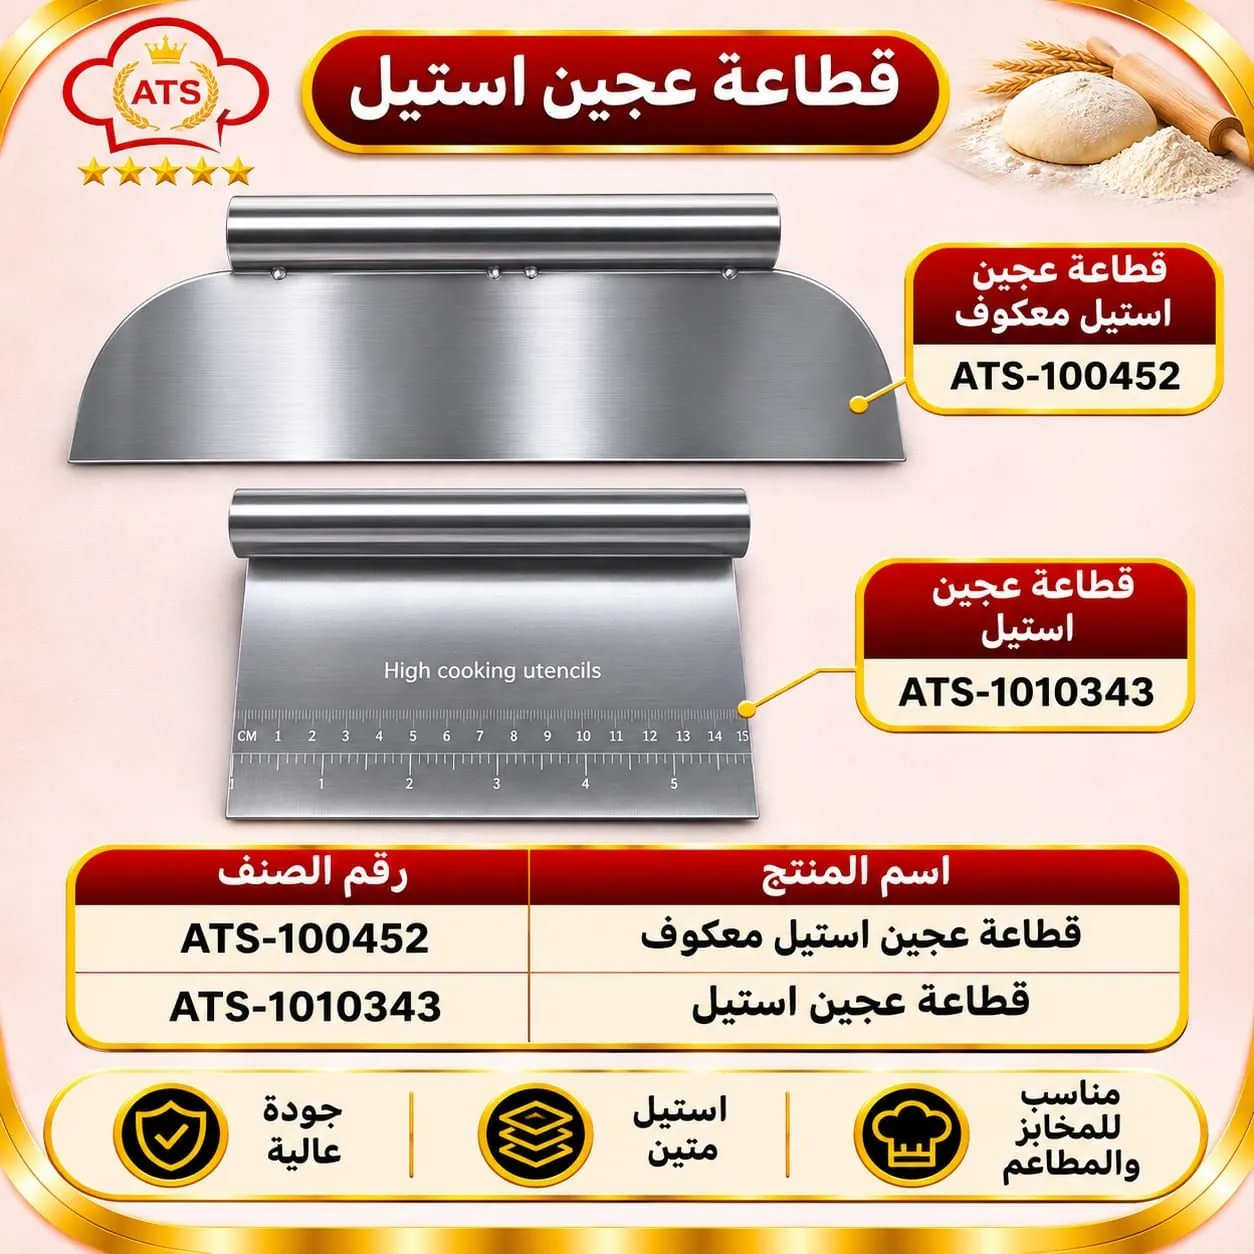 ATS
قطاعة عجين استيل
قطاعة عجين
استيل معكوف
ATS-100452
High cooking utencils
CM 1 2 3 4 5 6 7 8 9 10 11 12 13 14 15
1 1 2 3 4 5
قطاعة عجين
استيل
ATS-1010343
اسم المنتج رقم الصنف
قطاعة عجين استيل معكوف ATS-100452
قطاعة عجين استيل ATS-1010343
مناسب
للمخابز
والمطاعم
استيل
متين
جودة
عالية